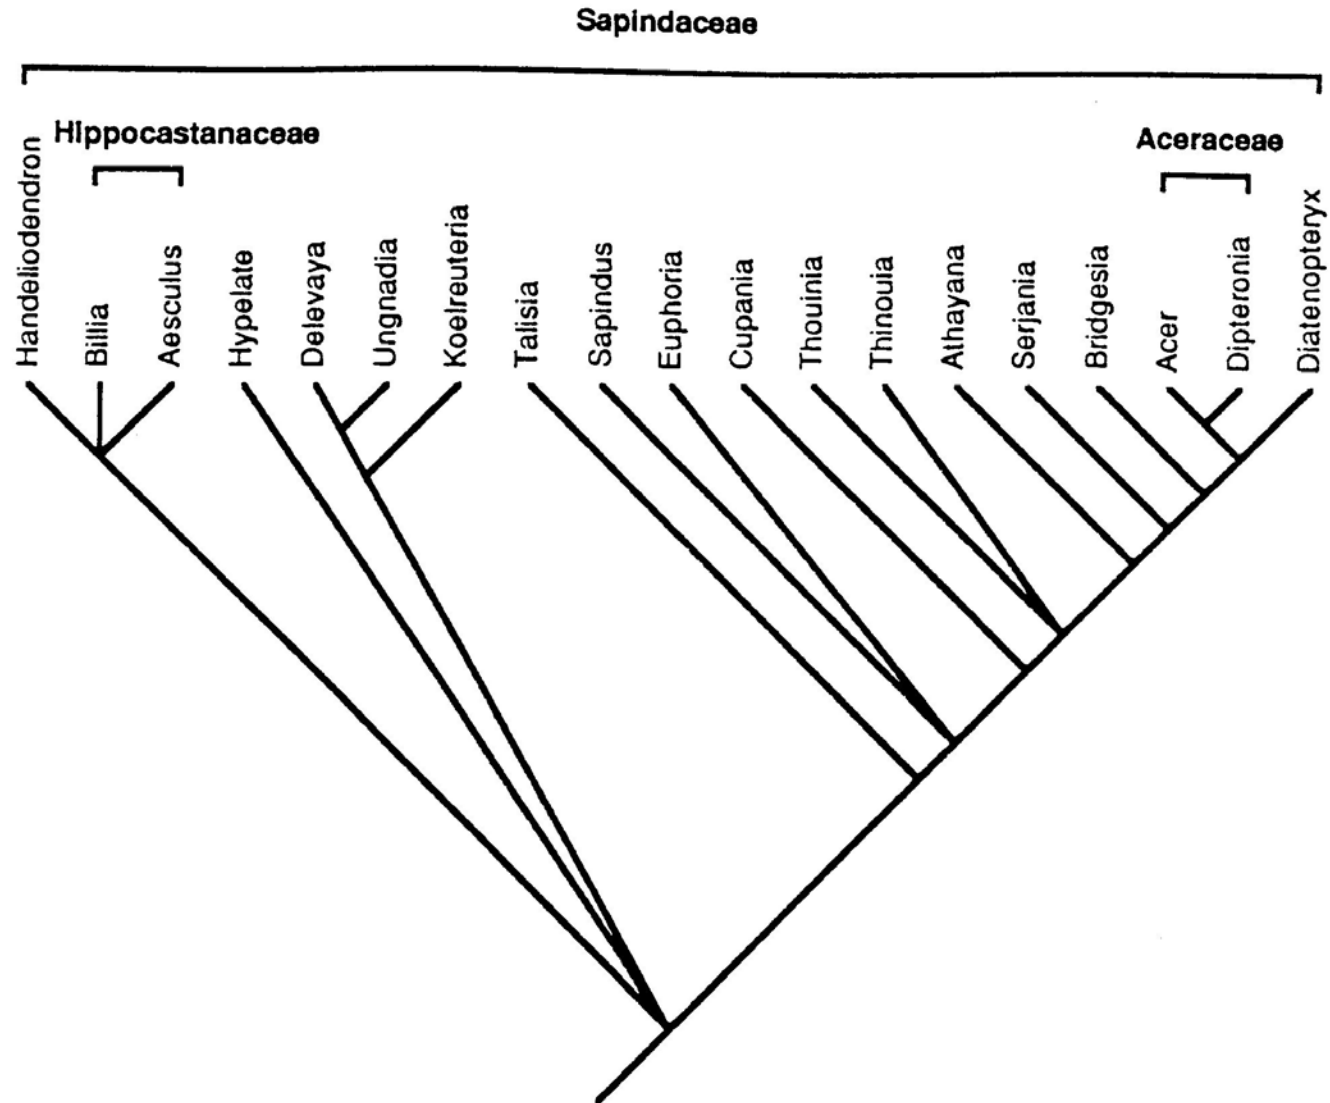 Sapindaceae
Hippocastanaceae
Aceraceae
Handeliodendron
Billia
Aesculus
Hypelate
Delevaya
Ungnadia
Koelreuteria
Talisia
Sapindus
Euphoria
Cupania
Thouinia
Thinouia
Athayana
Serjania
Bridgesia
Acer
Dipteronia
Diatenopteryx